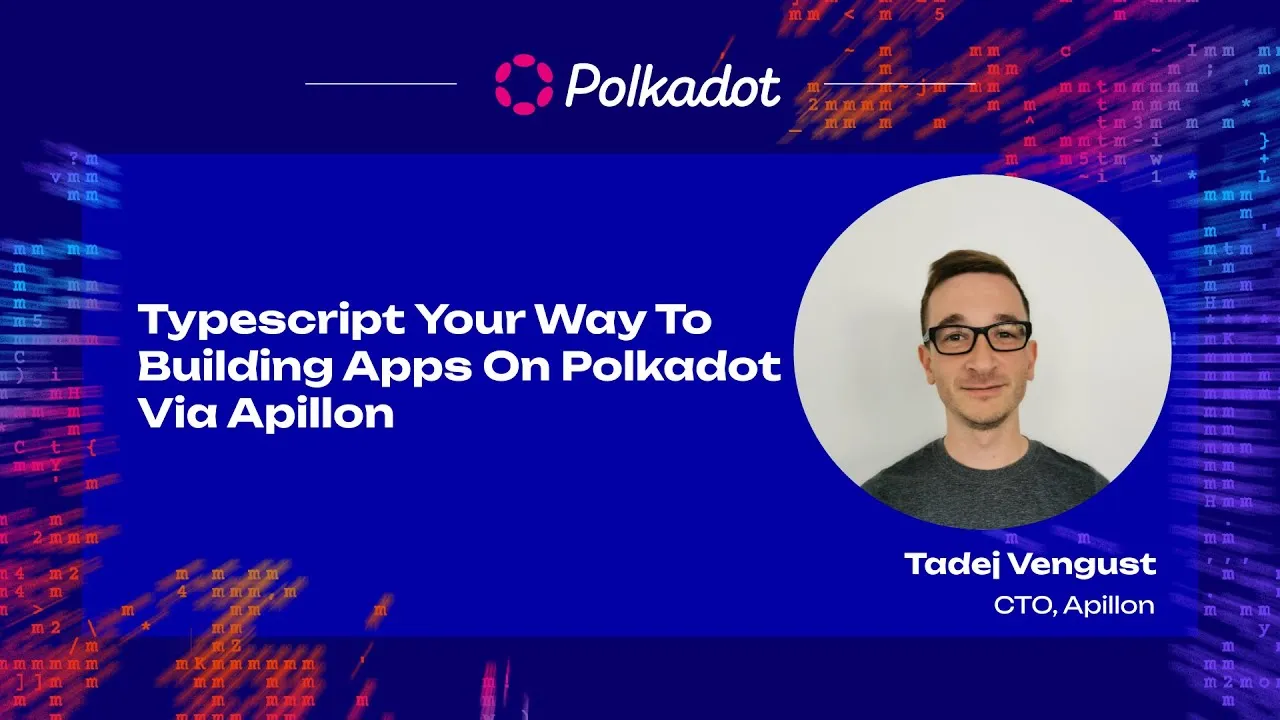 Polkadot
Typescript Your Way To
Building Apps On Polkadot
Via Apillon
Tadej Vengust
CTO, Apillon